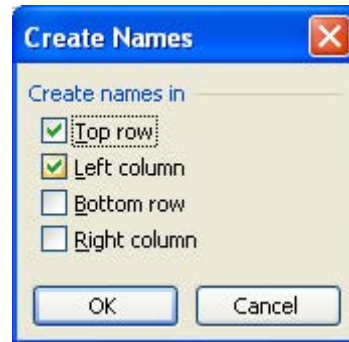 Create Names
Create names in
Top row
Left column
Bottom row
Right column
OK Cancel